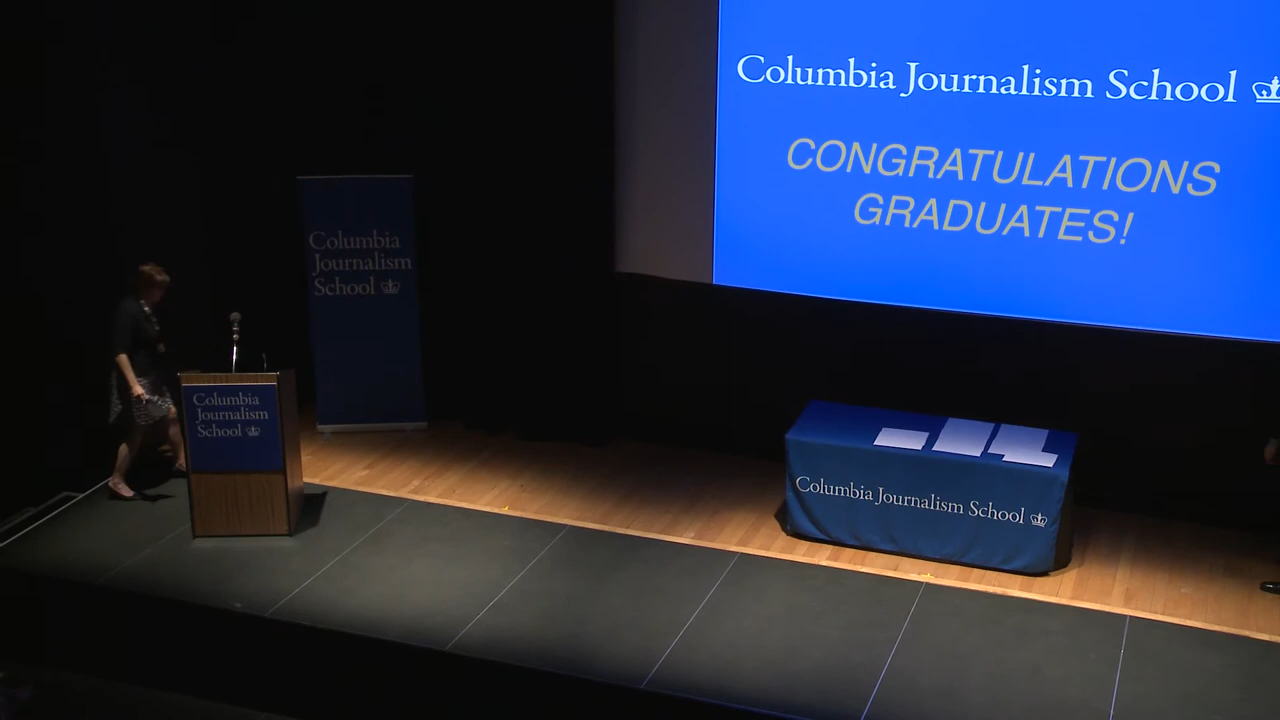 Columbia Journalism School
CONGRATULATIONS
GRADUATES!
Columbia
Journalism
School
Columbia
Journalism
School
Columbia Journalism School